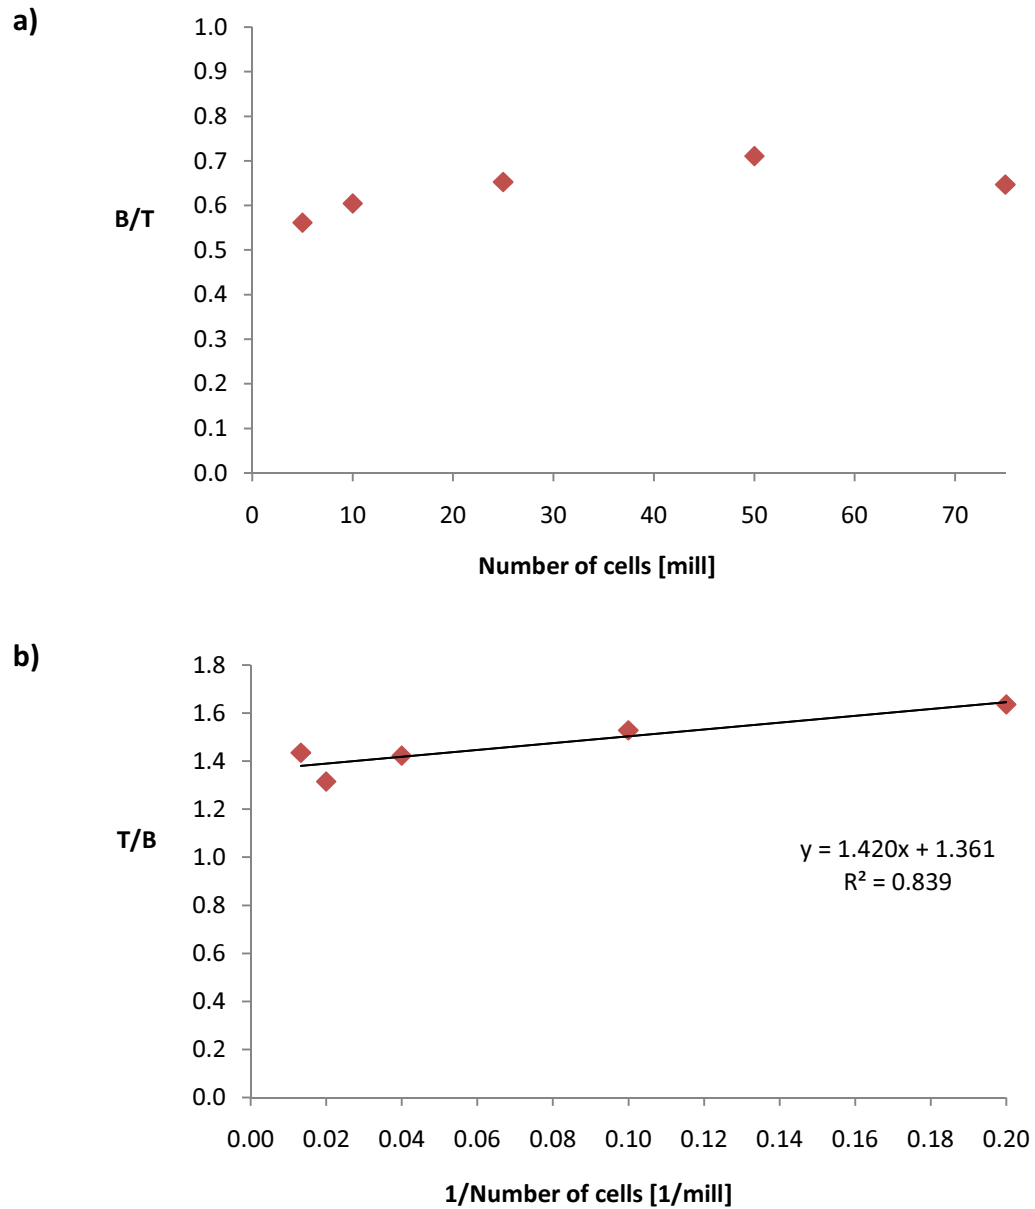 a)
1.0
0.9
0.8
0.7
0.6
0.5
0.4
0.3
0.2
0.1
0.0
B/T
0 10 20 30 40 50 60 70
Number of cells [mill]
b)
1.8
1.6
1.4
1.2
1.0
0.8
0.6
0.4
0.2
0.0
T/B
y = 1.420x + 1.361
R² = 0.839
0.00 0.02 0.04 0.06 0.08 0.10 0.12 0.14 0.16 0.18 0.20
1/Number of cells [1/mill]